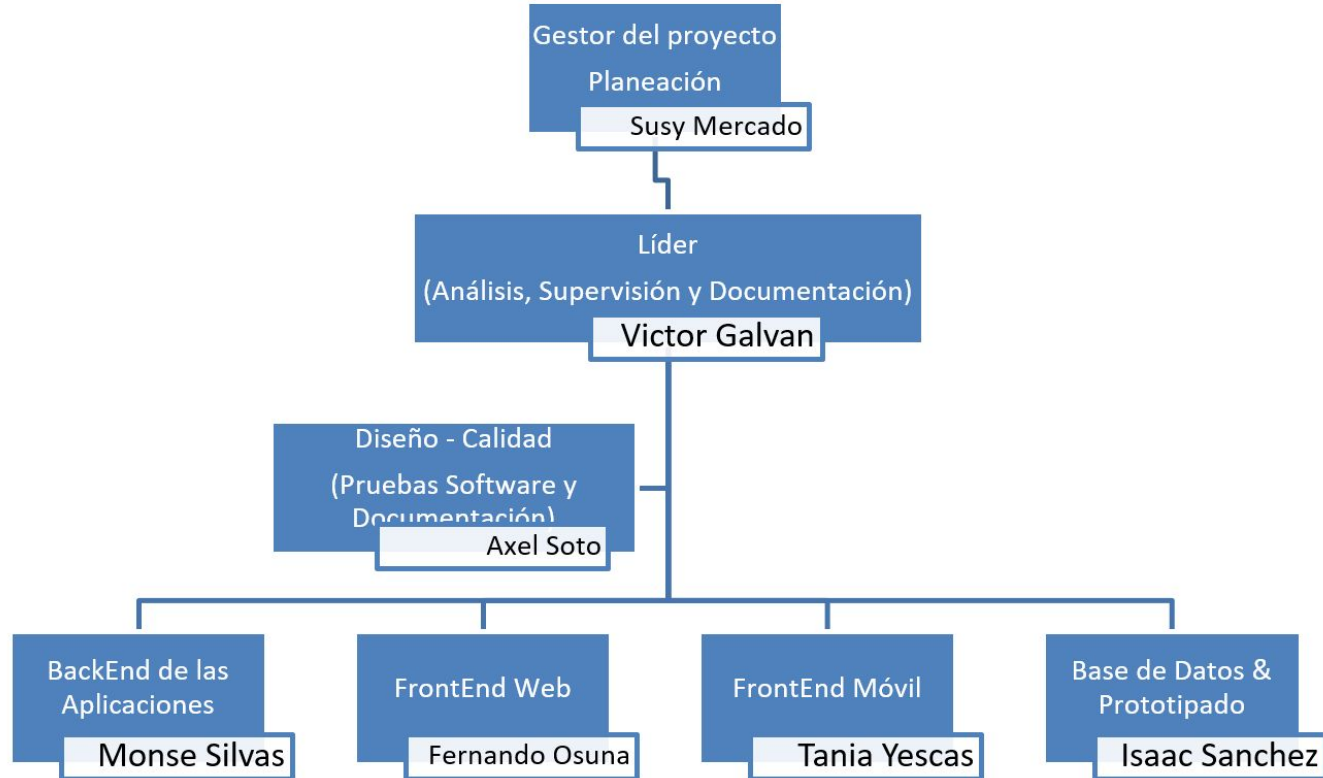 Gestor del proyecto
Planeación
Susy Mercado
Líder
(Análisis, Supervisión y Documentación)
Victor Galvan
Diseño - Calidad
(Pruebas Software y
Documentación)
Axel Soto
BackEnd de las
Aplicaciones
Monse Silvas
FrontEnd Web
Fernando Osuna
FrontEnd Móvil
Tania Yescas
Base de Datos &
Prototipado
Isaac Sanchez